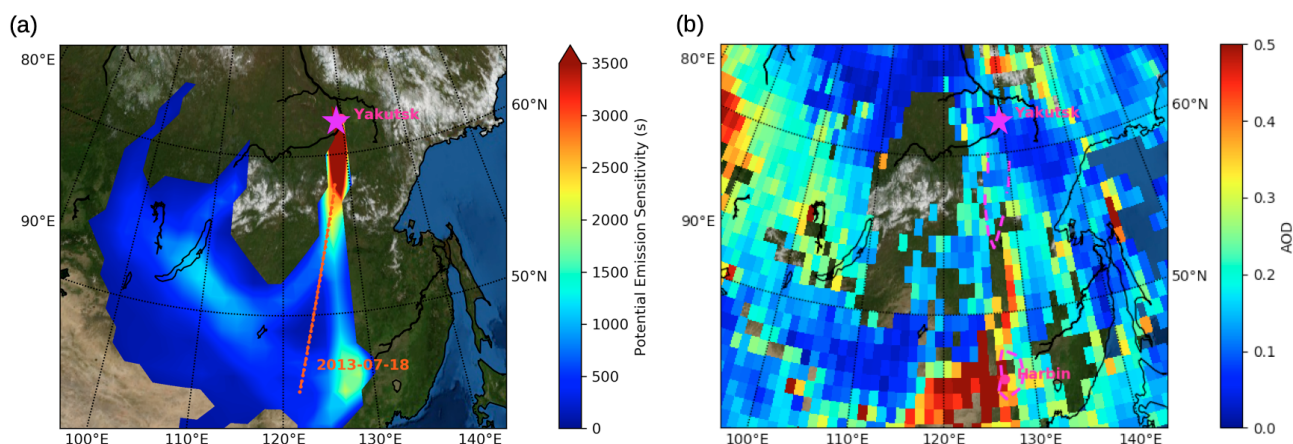 (a)
80°E
90°E
60°N
50°N
100°E
110°E
120°E
130°E
140°E
Yakutsk
2013-07-18
3500
3000
2500
2000
1500
1000
500
0
Potential Emission Sensitivity (s)
(b)
80°E
90°E
60°N
50°N
100°E
110°E
120°E
130°E
140°E
Yakutsk
Harbin
0.5
0.4
0.3
0.2
0.1
0.0
AOD